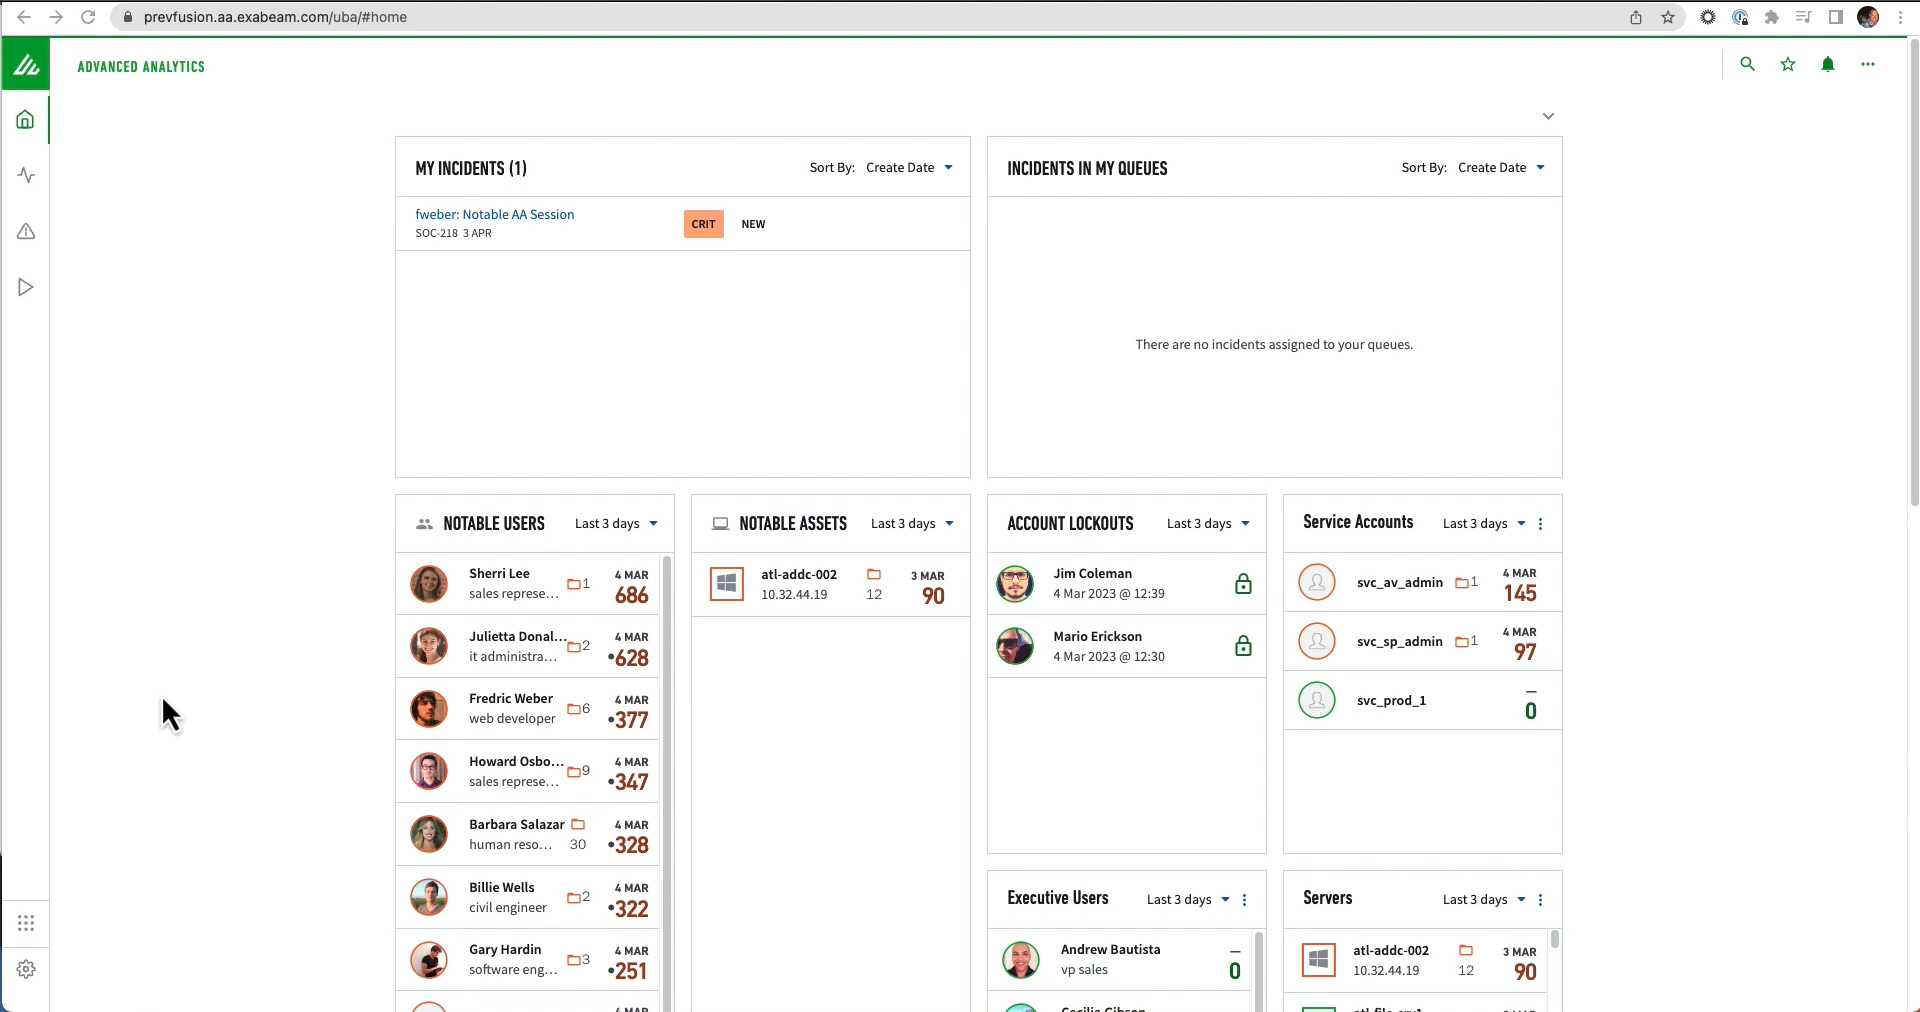 prevfusion.aa.exabeam.com/uba/#home
ADVANCED ANALYTICS
MY INCIDENTS (1)
Sort By: Create Date
fweber: Notable AA Session
SOC-218 3 APR
CRIT
NEW
INCIDENTS IN MY QUEUES
Sort By: Create Date
There are no incidents assigned to your queues.
NOTABLE USERS
Last 3 days
Sherri Lee
sales represe...
1
4 MAR
686
Julietta Donal...
it administra...
2
4 MAR
•628
Fredric Weber
web developer
6
4 MAR
•377
Howard Osbo...
sales represe...
9
4 MAR
•347
Barbara Salazar
human reso...
30
4 MAR
•328
Billie Wells
civil engineer
2
4 MAR
•322
Gary Hardin
software eng...
3
4 MAR
•251
4 MAR
NOTABLE ASSETS
Last 3 days
atl-addc-002
10.32.44.19
12
3 MAR
90
ACCOUNT LOCKOUTS
Last 3 days
Jim Coleman
4 Mar 2023 @ 12:39
Mario Erickson
4 Mar 2023 @ 12:30
Service Accounts
Last 3 days
svc_av_admin
1
4 MAR
145
svc_sp_admin
1
4 MAR
97
svc_prod_1
–
0
Executive Users
Last 3 days
Andrew Bautista
vp sales
–
0
Servers
Last 3 days
atl-addc-002
10.32.44.19
12
3 MAR
90